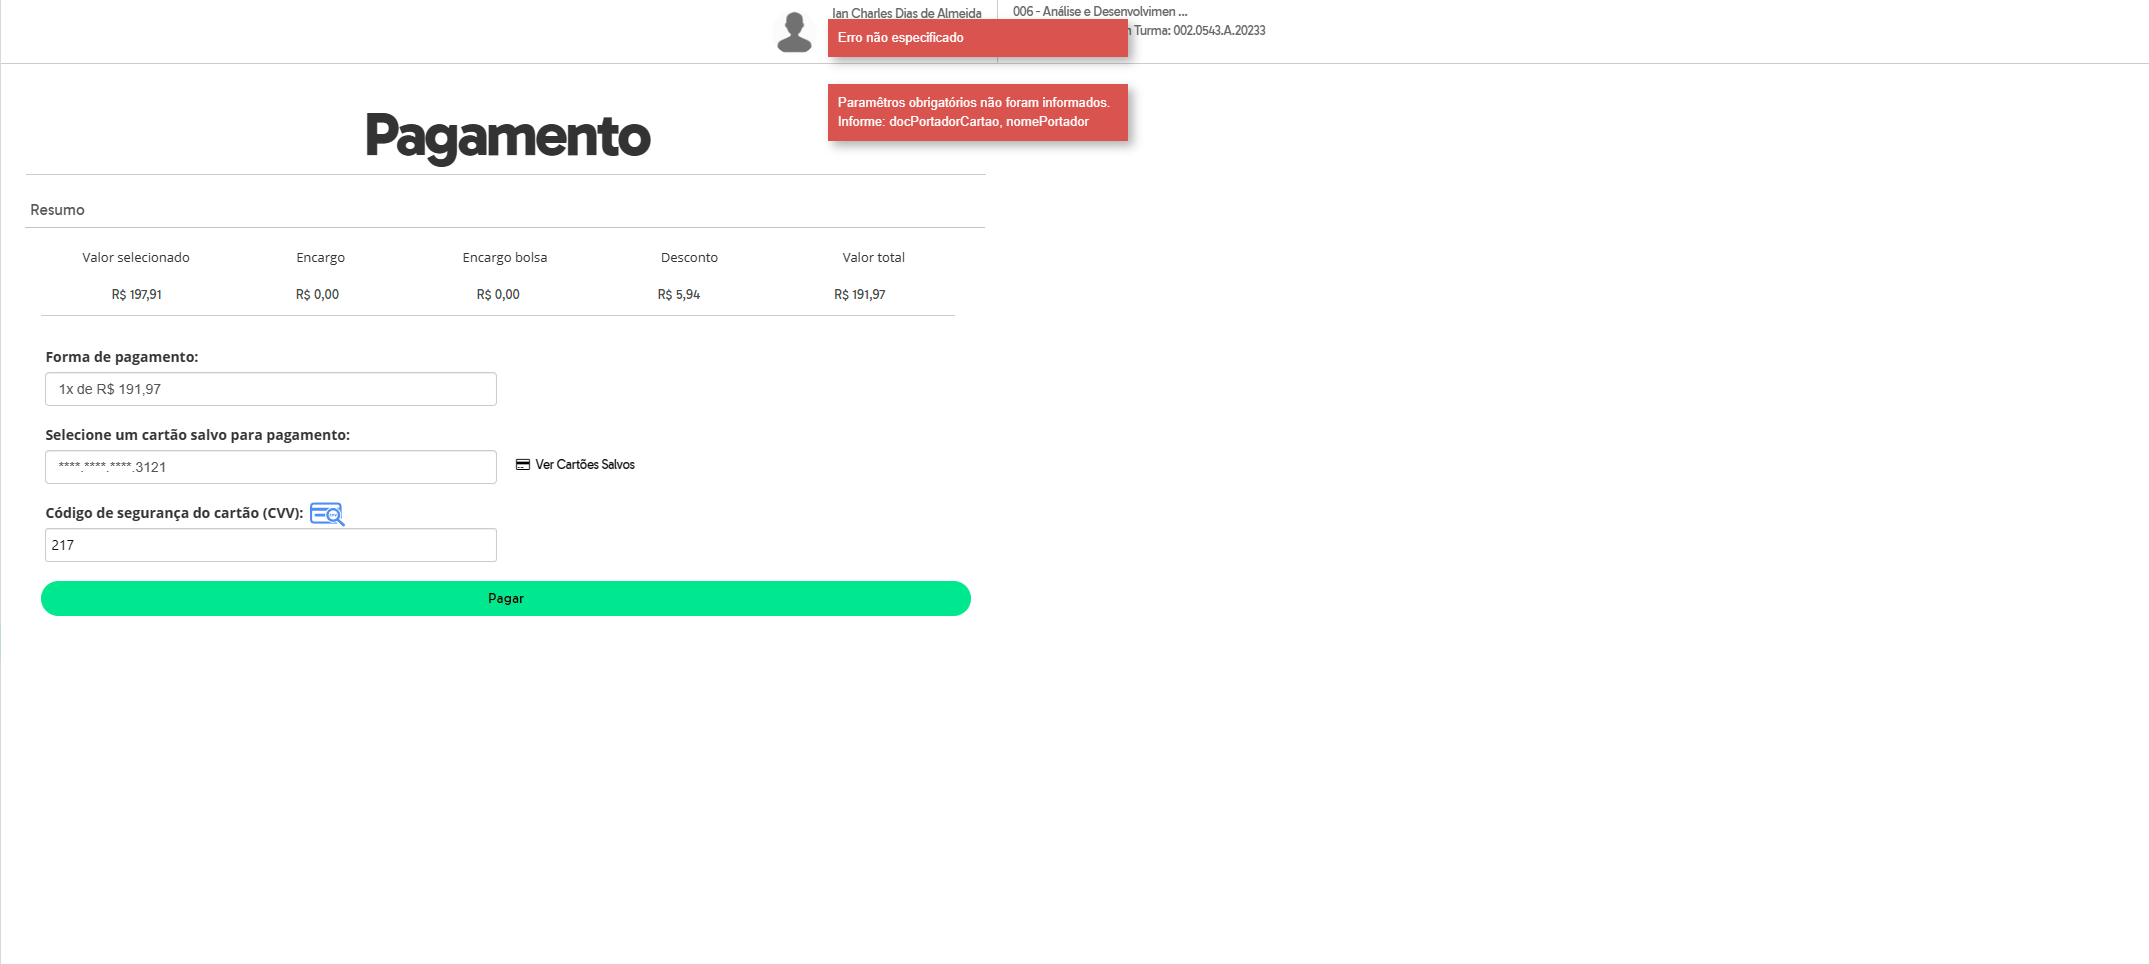 Ian Charles Dias de Almeida
006 - Análise e Desenvolvimen ...
Turma: 002.0543.A.20233
Erro não especificado
Paramêtros obrigatórios não foram informados.
Informe: docPortadorCartao, nomePortador
Pagamento
Resumo
Valor selecionado Encargo Encargo bolsa Desconto Valor total
R$ 197,91 R$ 0,00 R$ 0,00 R$ 5,94 R$ 191,97
Forma de pagamento:
1x de R$ 191,97
Selecione um cartão salvo para pagamento:
****.****.****.3121
Ver Cartões Salvos
Código de segurança do cartão (CVV):
217
Pagar